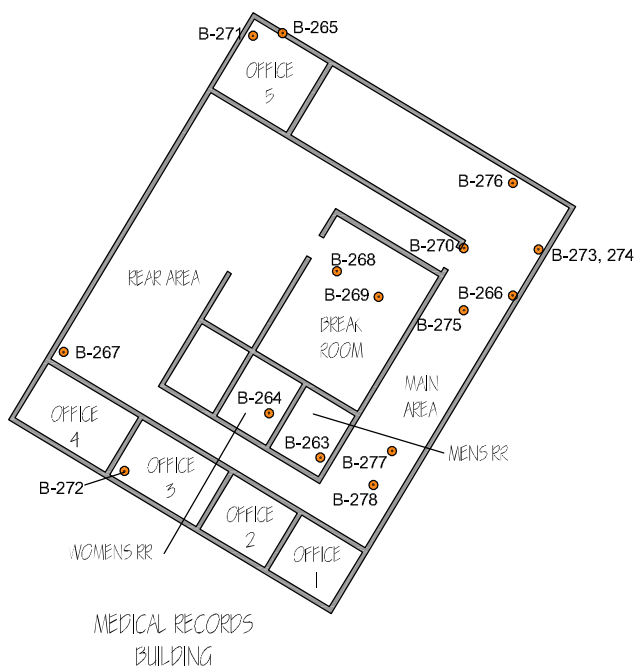 B-271
B-265
OFFICE
5
B-276
B-270
B-273, 274
B-268
REAR AREA
B-269
B-266
B-275
BREAK
ROOM
B-267
MAIN
AREA
B-264
OFFICE
4
B-263
B-277
MENS RR
OFFICE
3
B-272
B-278
OFFICE
2
WOMENS RR
OFFICE
1
MEDICAL RECORDS
BUILDING